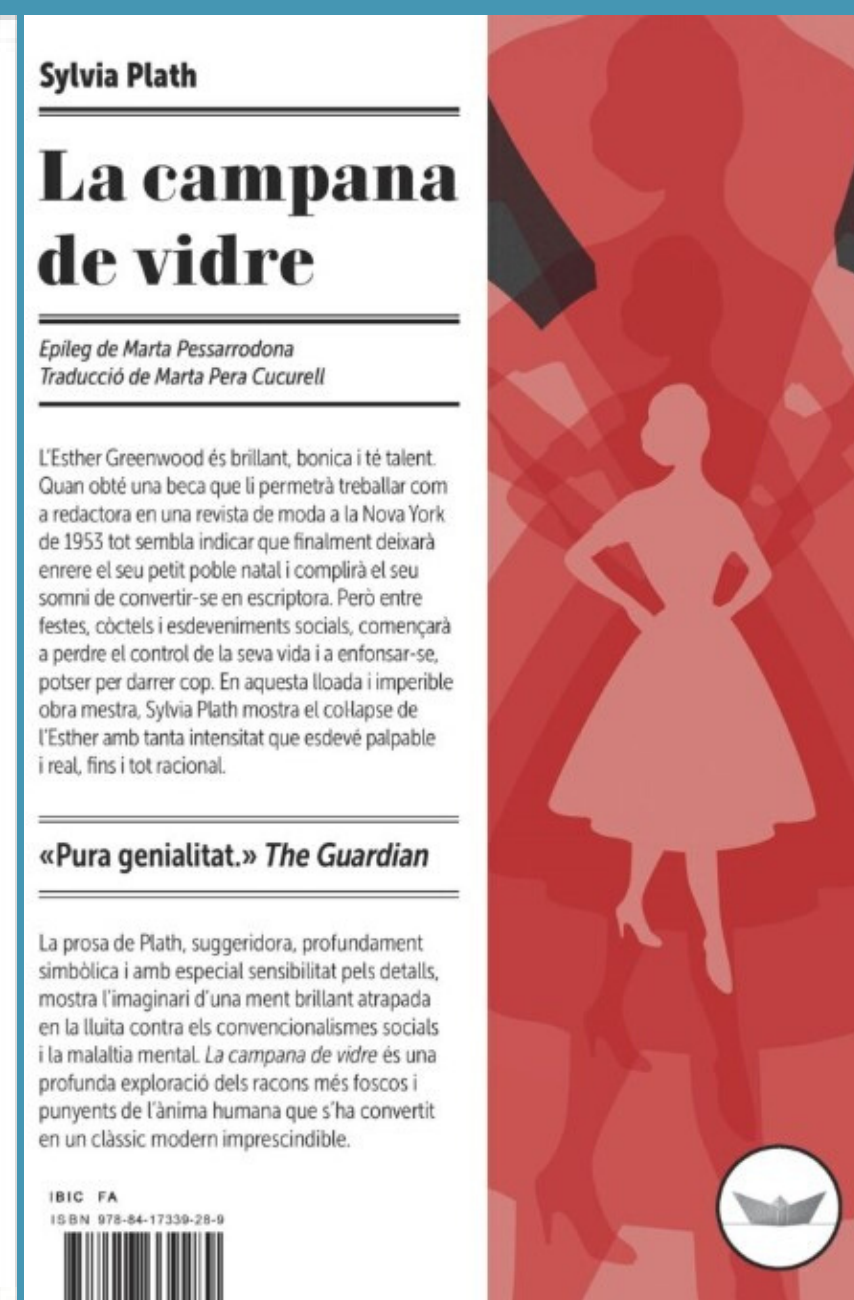 Sylvia Plath
La campana
de vidre
Epíleg de Marta Pessarrodona
Traducció de Marta Pera Cucurell
L'Esther Greenwood és brillant, bonica i té talent.
Quan obté una beca que li permetrà treballar com
a redactora en una revista de moda a la Nova York
de 1953 tot sembla indicar que finalment deixarà
enrere el seu petit poble natal i complirà el seu
somni de convertir-se en escriptora. Però entre
festes, còctels i esdeveniments socials, començarà
a perdre el control de la seva vida i a enfonsar-se,
potser per darrer cop. En aquesta lloada i imperible
obra mestra, Sylvia Plath mostra el col·lapse de
l'Esther amb tanta intensitat que esdevé palpable
i real, fins i tot racional.
«Pura genialitat.» The Guardian
La prosa de Plath, suggeridora, profundament
simbòlica i amb especial sensibilitat pels detalls,
mostra l'imaginari d'una ment brillant atrapada
en la lluita contra els convencionalismes socials
i la malaltia mental. La campana de vidre és una
profunda exploració dels racons més foscos i
punyents de l'ànima humana que s'ha convertit
en un clàssic modern imprescindible.
IBIC FA
ISBN 978-84-17339-28-9